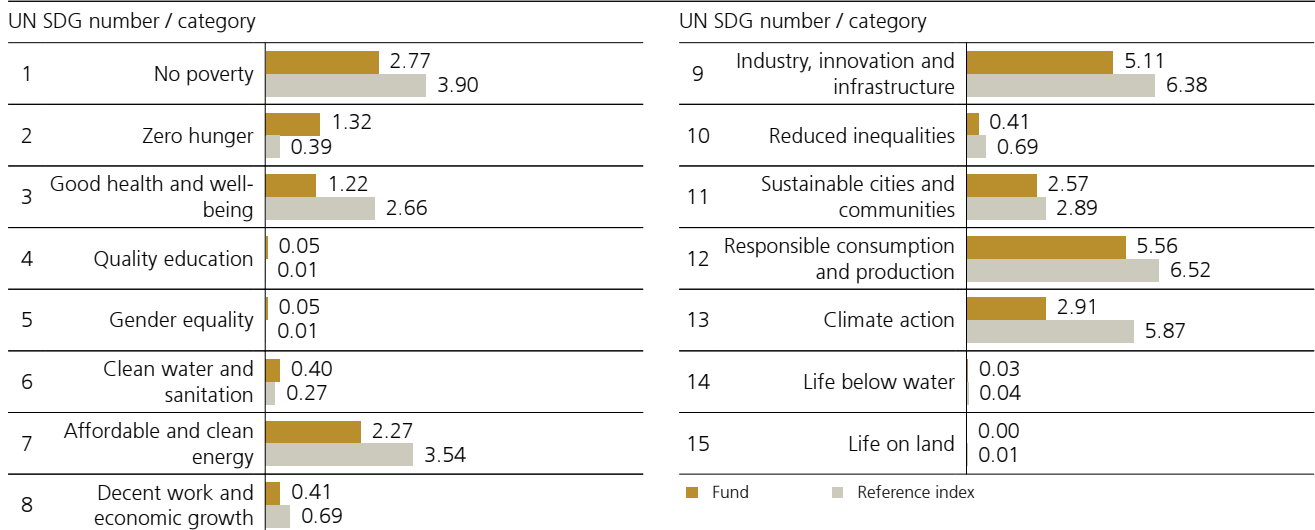 UN SDG number / category
1 No poverty 2.77
3.90
2 Zero hunger 1.32
0.39
3 Good health and well-
being 1.22
2.66
4 Quality education 0.05
0.01
5 Gender equality 0.05
0.01
6 Clean water and
sanitation 0.40
0.27
7 Affordable and clean
energy 2.27
3.54
8 Decent work and
economic growth 0.41
0.69
UN SDG number / category
9 Industry, innovation and
infrastructure 5.11
6.38
10 Reduced inequalities 0.41
0.69
11 Sustainable cities and
communities 2.57
2.89
12 Responsible consumption
and production 5.56
6.52
13 Climate action 2.91
5.87
14 Life below water 0.03
0.04
15 Life on land 0.00
0.01
Fund Reference index